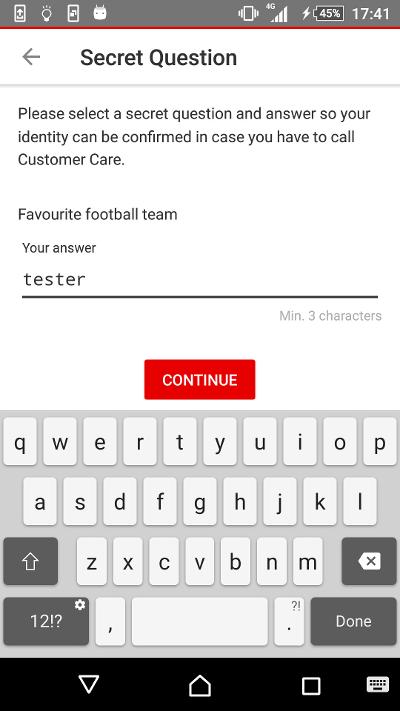 4G 45% 17:41
Secret Question
Please select a secret question and answer so your
identity can be confirmed in case you have to call
Customer Care.
Favourite football team
Your answer
tester
Min. 3 characters
CONTINUE
q w e r t y u i o p
a s d f g h j k l
z x c v b n m
12!? , ?! . Done